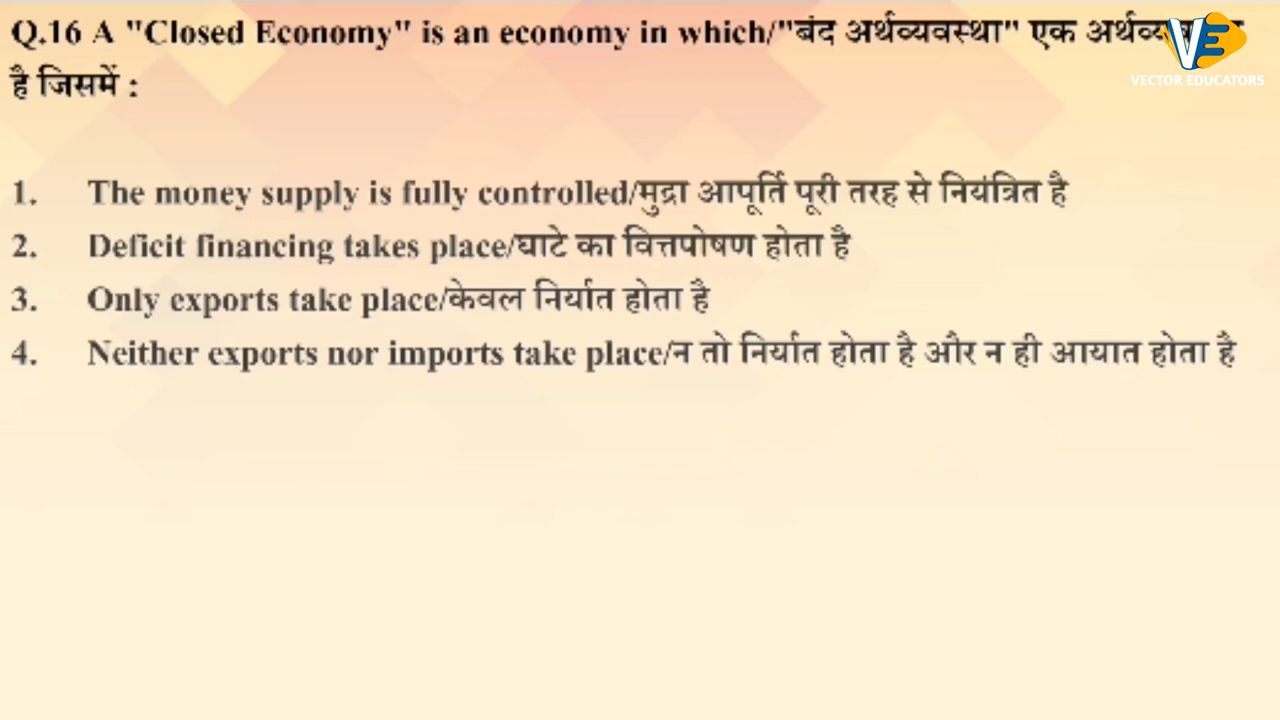 Q.16 A "Closed Economy" is an economy in which/"बंद अर्थव्यवस्था" एक
है जिसमें :
VE
VECTOR EDUCATORS
1. The money supply is fully controlled/मुद्रा आपूर्ति पूरी तरह से नियंत्रित है
2. Deficit financing takes place/घाटे का वित्तपोषण होता है
3. Only exports take place/केवल निर्यात होता है
4. Neither exports nor imports take place/न तो निर्यात होता है और न ही आयात होता है